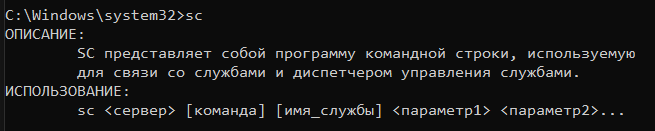 C:\Windows\system32>sc
ОПИСАНИЕ:
SC представляет собой программу командной строки, используемую
для связи со службами и диспетчером управления службами.
ИСПОЛЬЗОВАНИЕ:
sc <сервер> [команда] [имя_службы] <параметр1> <параметр2>...